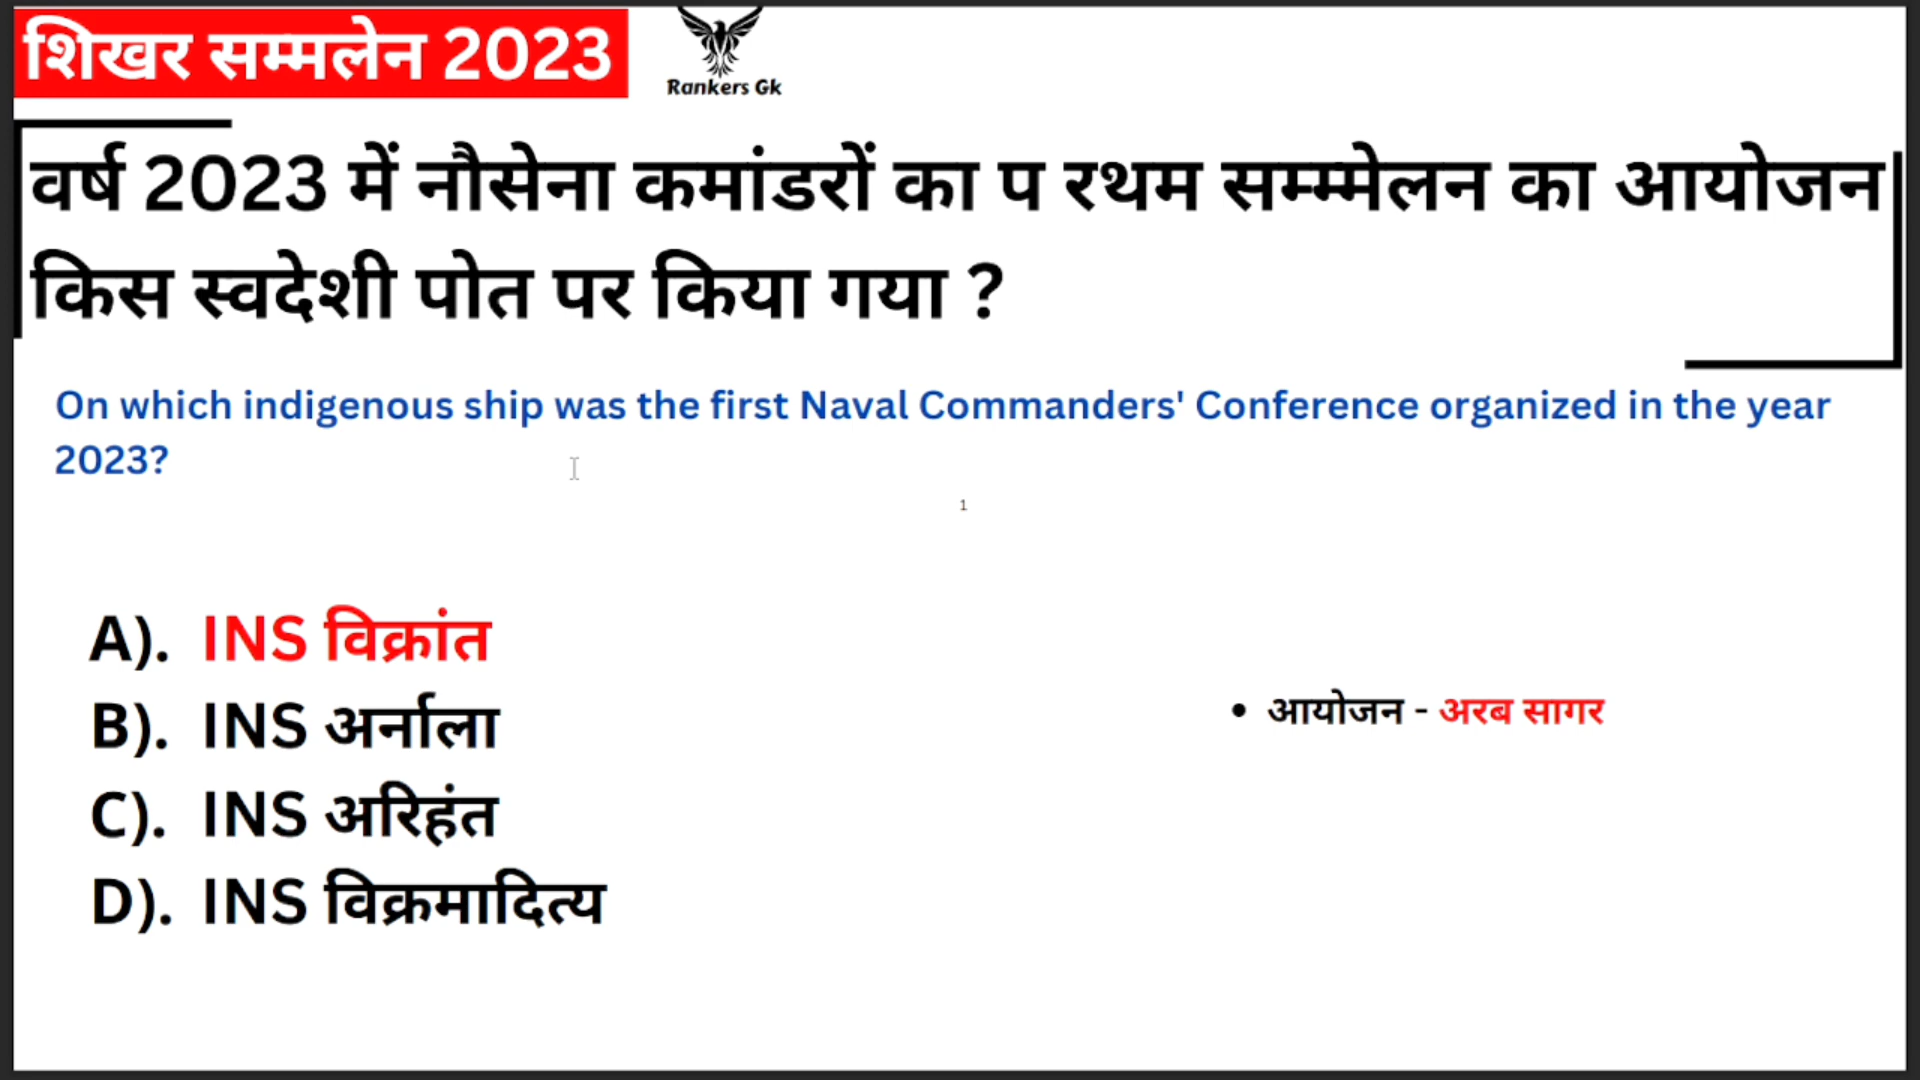 शिखर सम्मलेन 2023
Rankers Gk
वर्ष 2023 में नौसेना कमांडरों का प रथम सम्म्मेलन का आयोजन
किस स्वदेशी पोत पर किया गया ?
On which indigenous ship was the first Naval Commanders' Conference organized in the year
2023?
1
A). INS विक्रांत
B). INS अर्नाला
• आयोजन - अरब सागर
C). INS अरिहंत
D). INS विक्रमादित्य